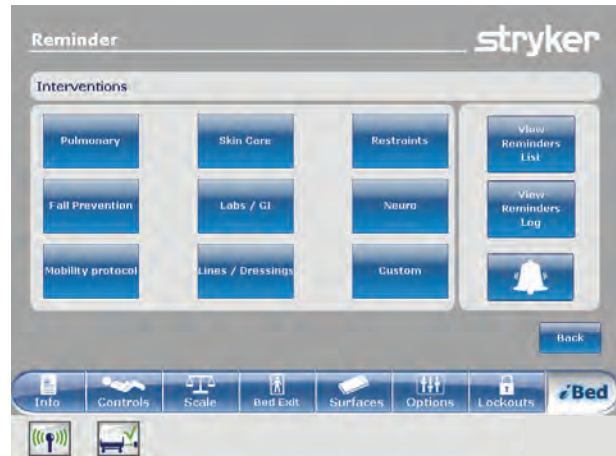 Reminder
stryker
Interventions
Pulmonary
Skin Care
Restraints
View
Reminders
List
Fall Prevention
Labs / GI
Neuro
View
Reminders
Log
Mobility protocol
Lines / Dressings
Custom
Back
Info
Controls
Scale
Bed Exit
Surfaces
Options
Lockouts
iBed